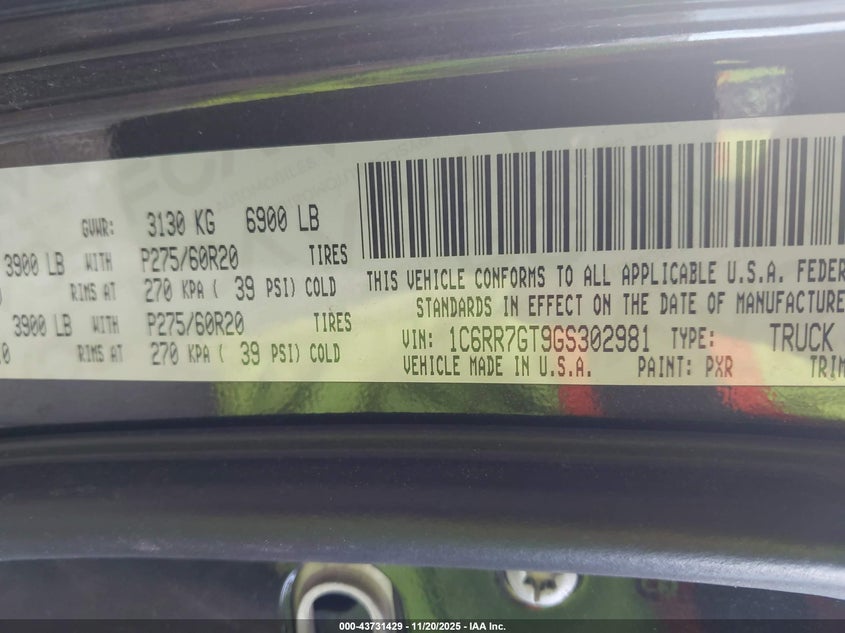 GVWR: 3130 KG 6900 LB
3900 LB WITH P275/60R20 TIRES
RIMS AT 270 KPA ( 39 PSI) COLD
3900 LB WITH P275/60R20 TIRES
RIMS AT 270 KPA ( 39 PSI) COLD
THIS VEHICLE CONFORMS TO ALL APPLICABLE U.S.A. FEDER
STANDARDS IN EFFECT ON THE DATE OF MANUFACTURE
VIN: 1C6RR7GT9GS302981 TYPE: TRUCK
VEHICLE MADE IN U.S.A. PAINT: PXR TRIM
000-43731429 - 11/20/2025 - IAA Inc.